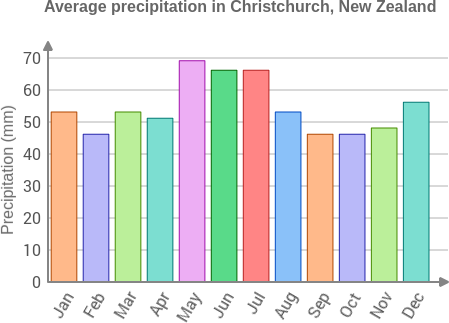 Average precipitation in Christchurch, New Zealand
Precipitation (mm)
70
60
50
40
30
20
10
0
Jan Feb Mar Apr May Jun Jul Aug Sep Oct Nov Dec